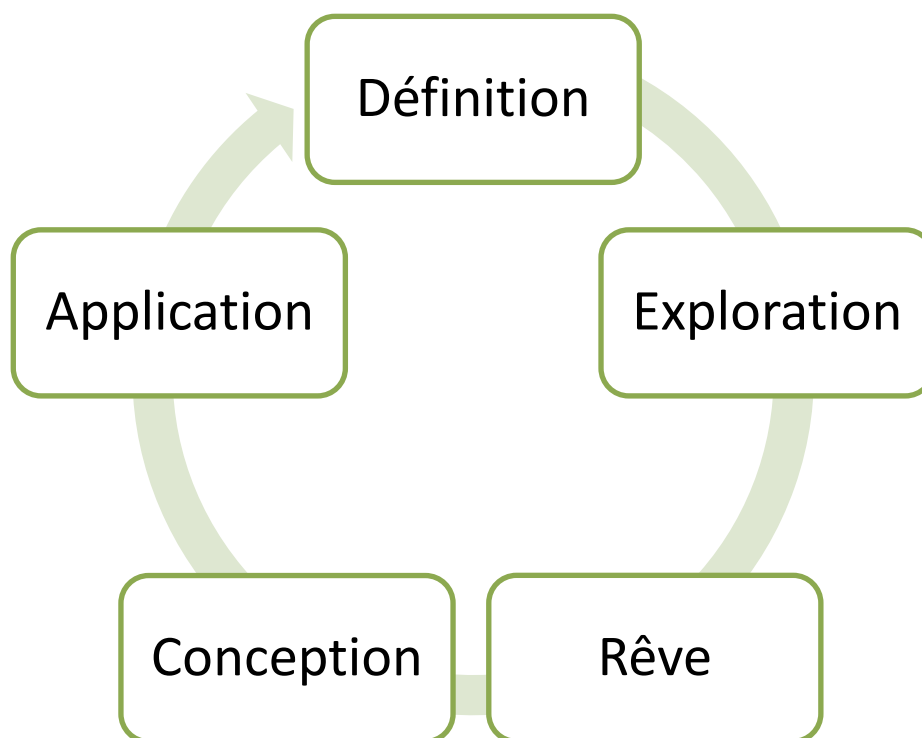 Définition
Exploration
Rêve
Conception
Application